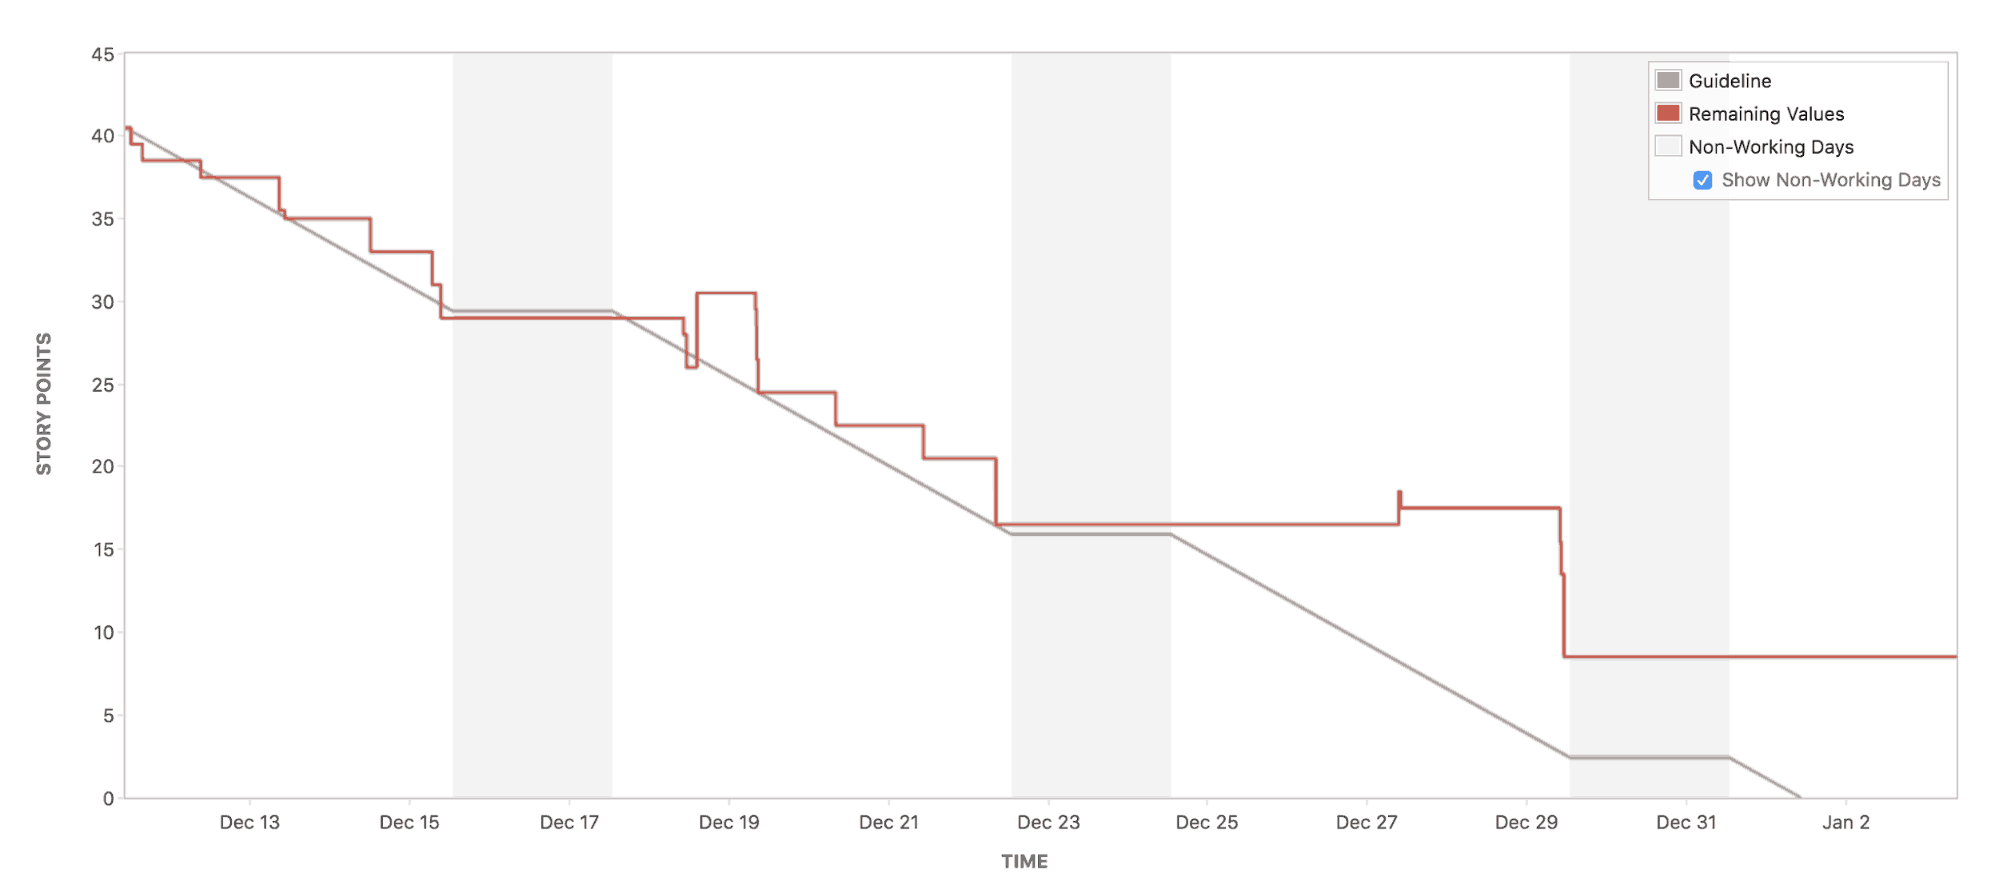 45
40
35
30
25
20
15
10
5
0
STORY POINTS
Guideline
Remaining Values
Non-Working Days
Show Non-Working Days
Dec 13 Dec 15 Dec 17 Dec 19 Dec 21 Dec 23 Dec 25 Dec 27 Dec 29 Dec 31 Jan 2
TIME